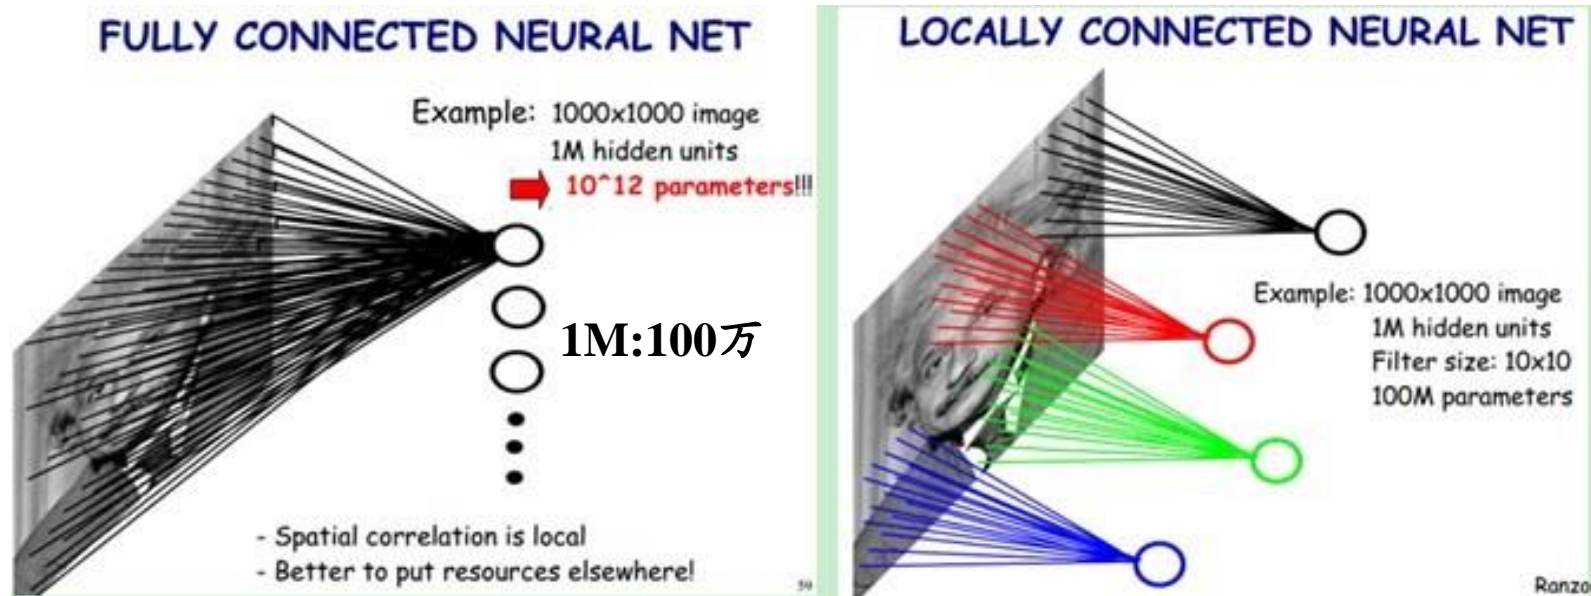 FULLY CONNECTED NEURAL NET
Example: 1000x1000 image
1M hidden units
10^12 parameters!!!
1M:100万
- Spatial correlation is local
- Better to put resources elsewhere!
LOCALLY CONNECTED NEURAL NET
Example: 1000x1000 image
1M hidden units
Filter size: 10x10
100M parameters
Ranzo